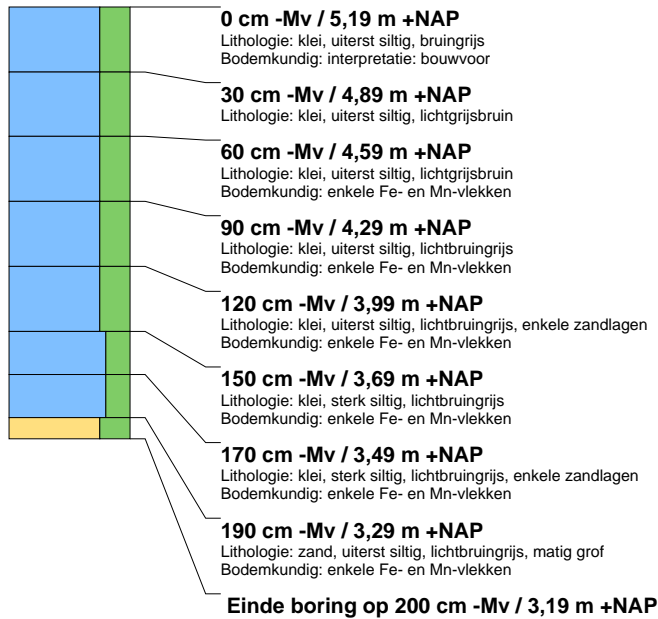 0 cm -Mv / 5,19 m +NAP
Lithologie: klei, uiterst siltig, bruingrijs
Bodemkundig: interpretatie: bouwvoor
30 cm -Mv / 4,89 m +NAP
Lithologie: klei, uiterst siltig, lichtgrijsbruin
60 cm -Mv / 4,59 m +NAP
Lithologie: klei, uiterst siltig, lichtgrijsbruin
Bodemkundig: enkele Fe- en Mn-vlekken
90 cm -Mv / 4,29 m +NAP
Lithologie: klei, uiterst siltig, lichtbruingrijs
Bodemkundig: enkele Fe- en Mn-vlekken
120 cm -Mv / 3,99 m +NAP
Lithologie: klei, uiterst siltig, lichtbruingrijs, enkele zandlagen
Bodemkundig: enkele Fe- en Mn-vlekken
150 cm -Mv / 3,69 m +NAP
Lithologie: klei, sterk siltig, lichtbruingrijs
Bodemkundig: enkele Fe- en Mn-vlekken
170 cm -Mv / 3,49 m +NAP
Lithologie: klei, sterk siltig, lichtbruingrijs, enkele zandlagen
Bodemkundig: enkele Fe- en Mn-vlekken
190 cm -Mv / 3,29 m +NAP
Lithologie: zand, uiterst siltig, lichtbruingrijs, matig grof
Bodemkundig: enkele Fe- en Mn-vlekken
Einde boring op 200 cm -Mv / 3,19 m +NAP